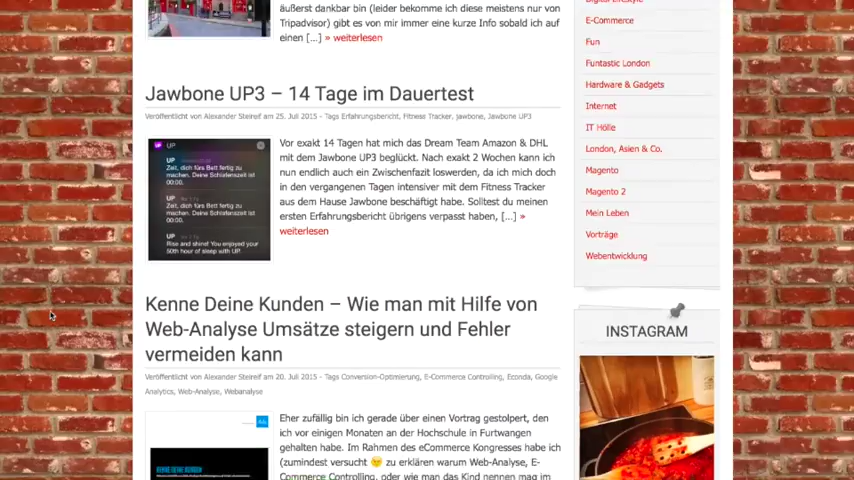 äußerst dankbar bin (leider bekomme ich diese meistens nur von
Tripadvisor) gibt es von mir immer eine kurze Info sobald ich auf
einen [...] » weiterlesen
Jawbone UP3 – 14 Tage im Dauertest
Veröffentlicht von Alexander Steireif am 25. Juli 2015 - Tags Erfahrungsbericht, Fitness Tracker, jawbone, Jawbone UP3
UP
UP
Zeit, dich fürs Bett fertig zu
machen. Deine Schlafenszeit ist
00:00.
UP
Zeit, dich fürs Bett fertig zu
machen. Deine Schlafenszeit ist
00:00.
UP
Rise and shine! You enjoyed your
50th hour of sleep with UP.
Vor exakt 14 Tagen hat mich das Dream Team Amazon & DHL
mit dem Jawbone UP3 beglückt. Nach exakt 2 Wochen kann ich
nun endlich auch ein Zwischenfazit loswerden, da ich mich doch
in den vergangenen Tagen intensiver mit dem Fitness Tracker
aus dem Hause Jawbone beschäftigt habe. Solltest du meinen
ersten Erfahrungsbericht übrigens verpasst haben, [...] »
weiterlesen
Kenne Deine Kunden – Wie man mit Hilfe von
Web-Analyse Umsätze steigern und Fehler
vermeiden kann
Veröffentlicht von Alexander Steireif am 20. Juli 2015 - Tags Conversion-Optimierung, E-Commerce Controlling, Econda, Google
Analytics, Web-Analyse, Webanalyse
KENNE DEINE KUNDEN
Eher zufällig bin ich gerade über einen Vortrag gestolpert, den
ich vor einigen Monaten an der Hochschule in Furtwangen
gehalten habe. Im Rahmen des eCommerce Kongresses habe ich
(zumindest versucht 😉 zu erklären warum Web-Analyse, E-
Commerce Controlling, oder wie man das Kind nennen mag im
Digital Lifestyle
E-Commerce
Fun
Funtastic London
Hardware & Gadgets
Internet
IT Hölle
London, Asien & Co.
Magento
Magento 2
Mein Leben
Vorträge
Webentwicklung
INSTAGRAM